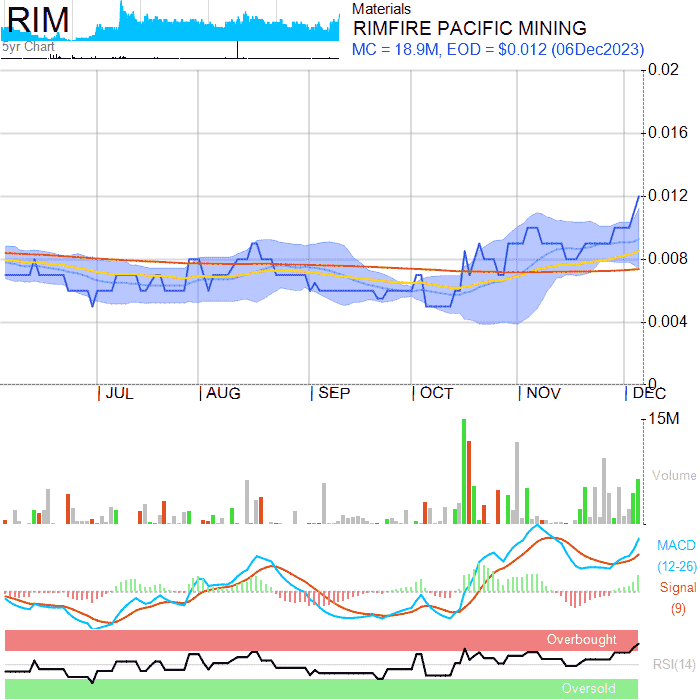 RIM
5yr Chart
Materials
RIMFIRE PACIFIC MINING
MC = 18.9M, EOD = $0.012 (06Dec2023)
0.02
0.016
0.012
0.008
0.004
0
JUL AUG SEP OCT NOV DEC
15M
Volume
MACD
(12-26)
Signal
(9)
Overbought
RSI(14)
Oversold